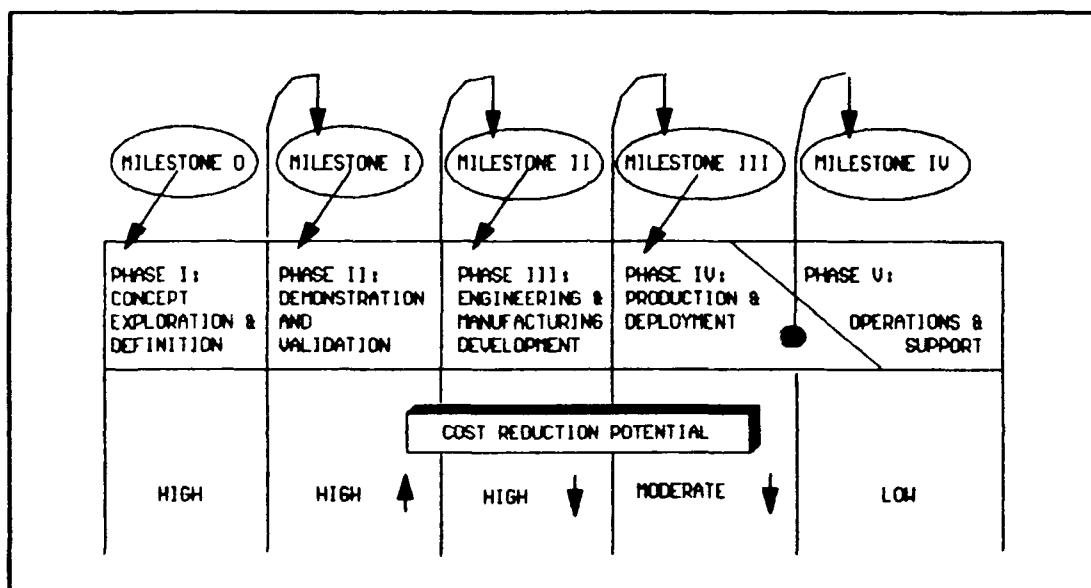 MILESTONE 0
MILESTONE I
MILESTONE II
MILESTONE III
MILESTONE IV
PHASE I:
CONCEPT
EXPLORATION &
DEFINITION
PHASE II:
DEMONSTRATION
AND
VALIDATION
PHASE III:
ENGINEERING &
MANUFACTURING
DEVELOPMENT
PHASE IV:
PRODUCTION &
DEPLOYMENT
PHASE V:
OPERATIONS &
SUPPORT
COST REDUCTION POTENTIAL
HIGH
HIGH
HIGH
MODERATE
LOW